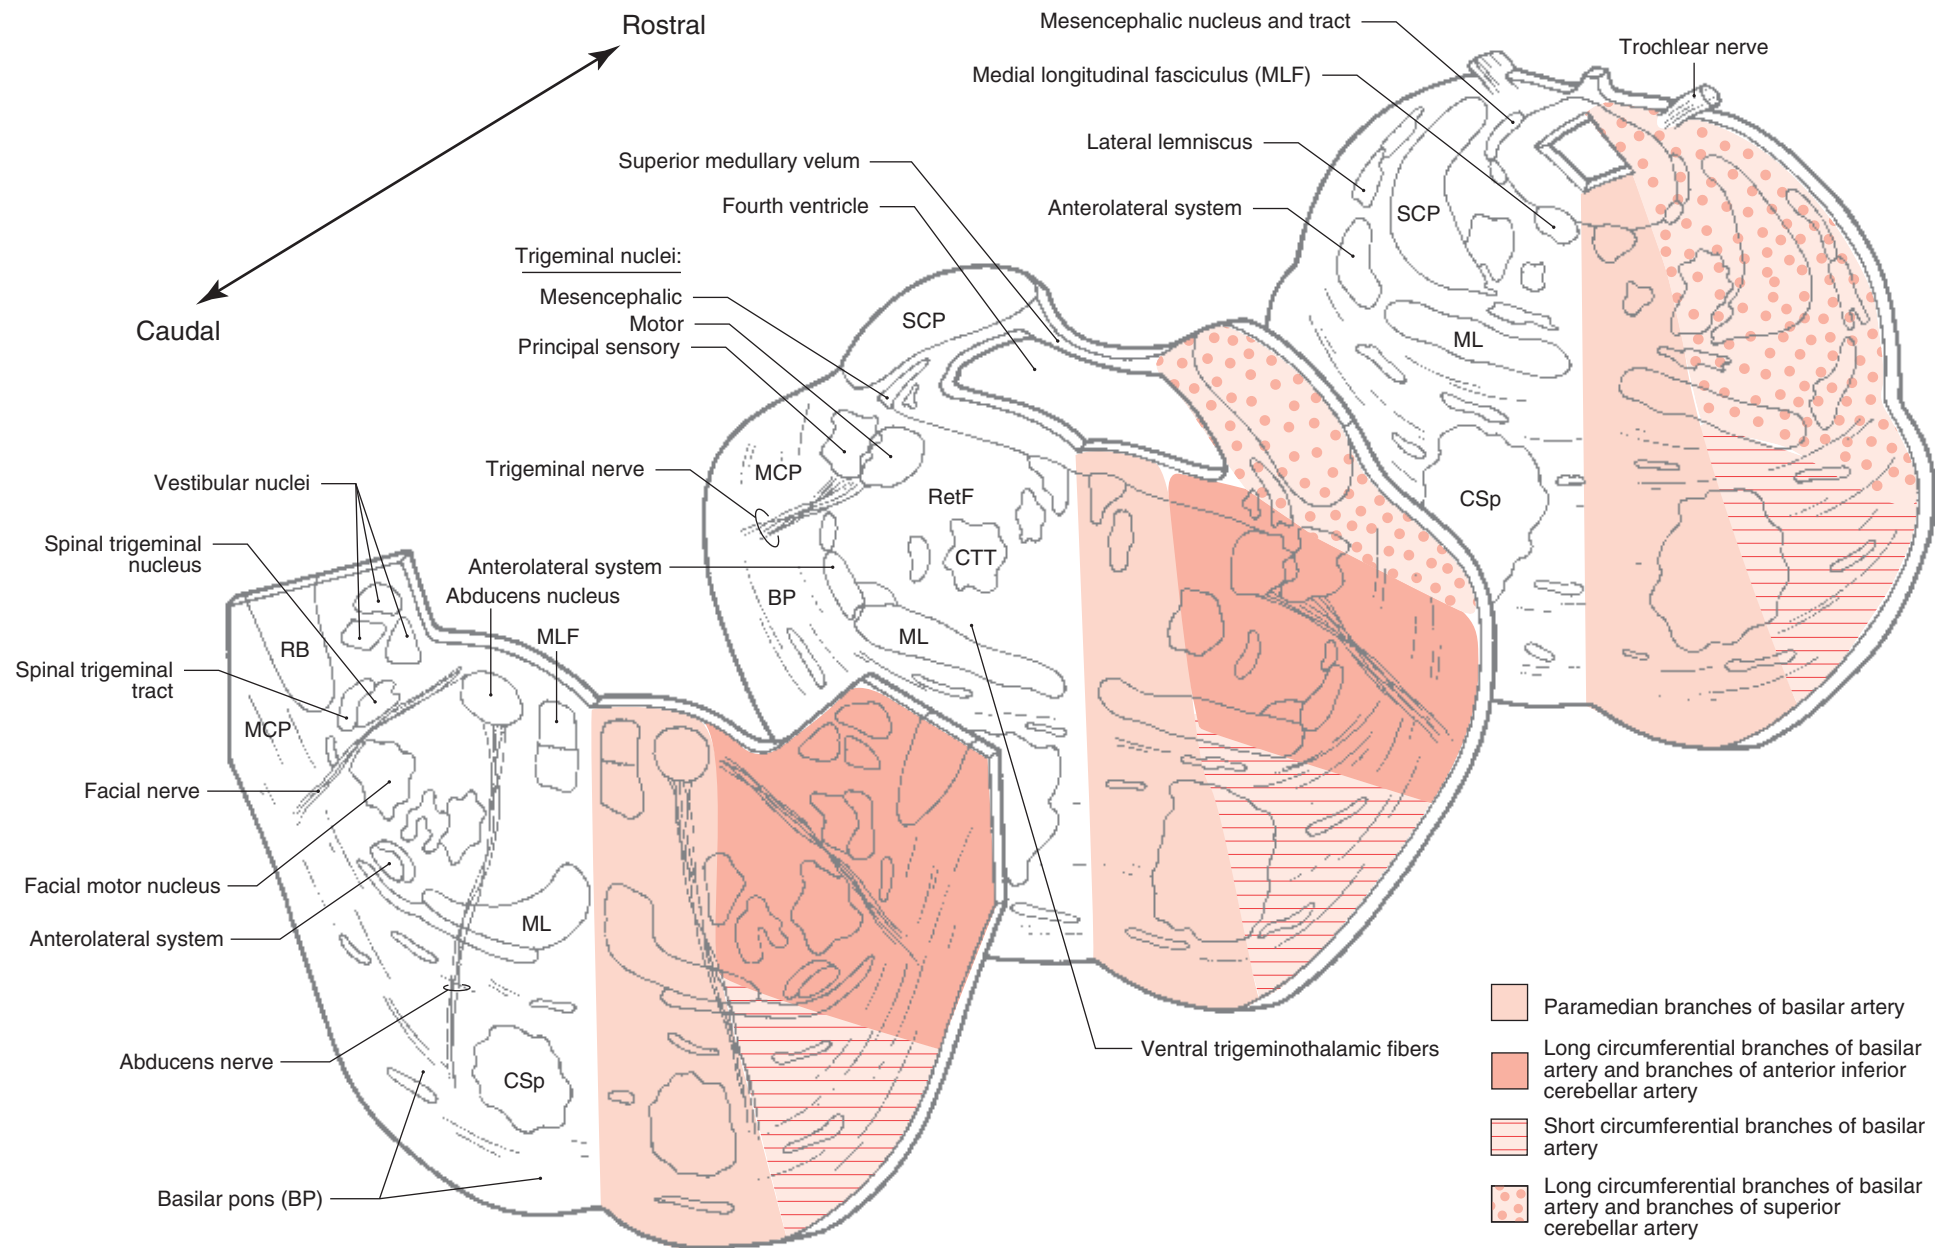 Rostral
Caudal
Mesencephalic nucleus and tract
Trochlear nerve
Medial longitudinal fasciculus (MLF)
Lateral lemniscus
Anterolateral system
SCP
ML
CSp
Superior medullary velum
Fourth ventricle
Trigeminal nuclei:
Mesencephalic
Motor
Principal sensory
SCP
MCP
Trigeminal nerve
RetF
CTT
Anterolateral system
BP
ML
Abducens nucleus
MLF
Vestibular nuclei
Spinal trigeminal
nucleus
RB
Spinal trigeminal
tract
MCP
Facial nerve
Facial motor nucleus
Anterolateral system
ML
Abducens nerve
CSp
Basilar pons (BP)
Ventral trigeminothalamic fibers
Paramedian branches of basilar artery
Long circumferential branches of basilar
artery and branches of anterior inferior
cerebellar artery
Short circumferential branches of basilar
artery
Long circumferential branches of basilar
artery and branches of superior
cerebellar artery